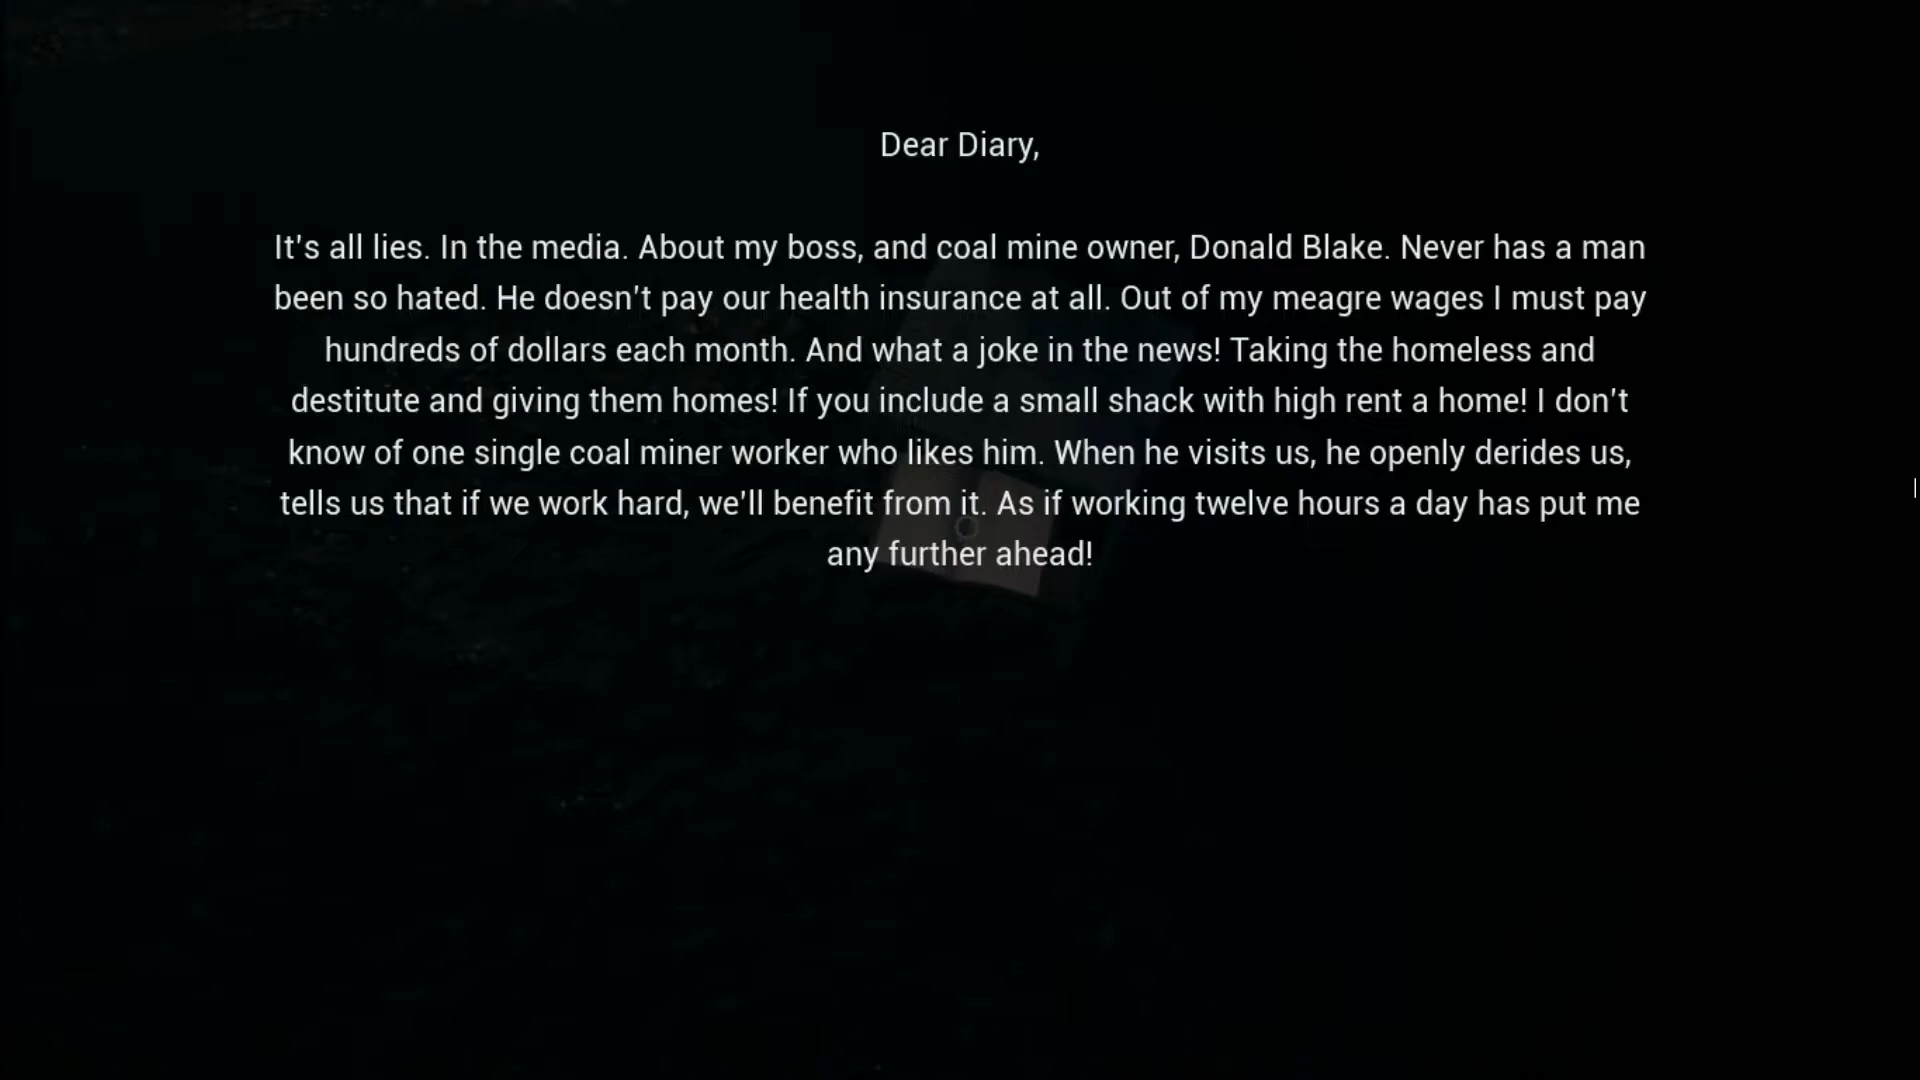 Dear Diary,
It's all lies. In the media. About my boss, and coal mine owner, Donald Blake. Never has a man
been so hated. He doesn't pay our health insurance at all. Out of my meagre wages I must pay
hundreds of dollars each month. And what a joke in the news! Taking the homeless and
destitute and giving them homes! If you include a small shack with high rent a home! I don't
know of one single coal miner worker who likes him. When he visits us, he openly derides us,
tells us that if we work hard, we'll benefit from it. As if working twelve hours a day has put me
any further ahead!